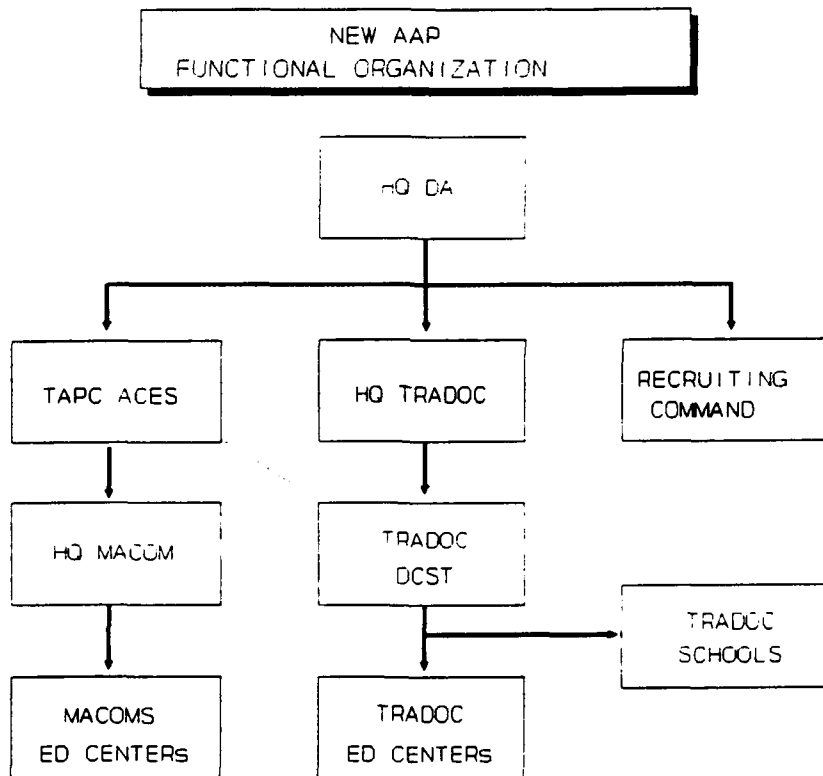 NEW AAP
FUNCTIONAL ORGANIZATION
HQ DA
TAPC ACES
HQ TRADOC
RECRUITING
COMMAND
HQ MACOM
TRADOC
DCST
TRADOC
SCHOOLS
MACOMS
ED CENTERs
TRADOC
ED CENTERs